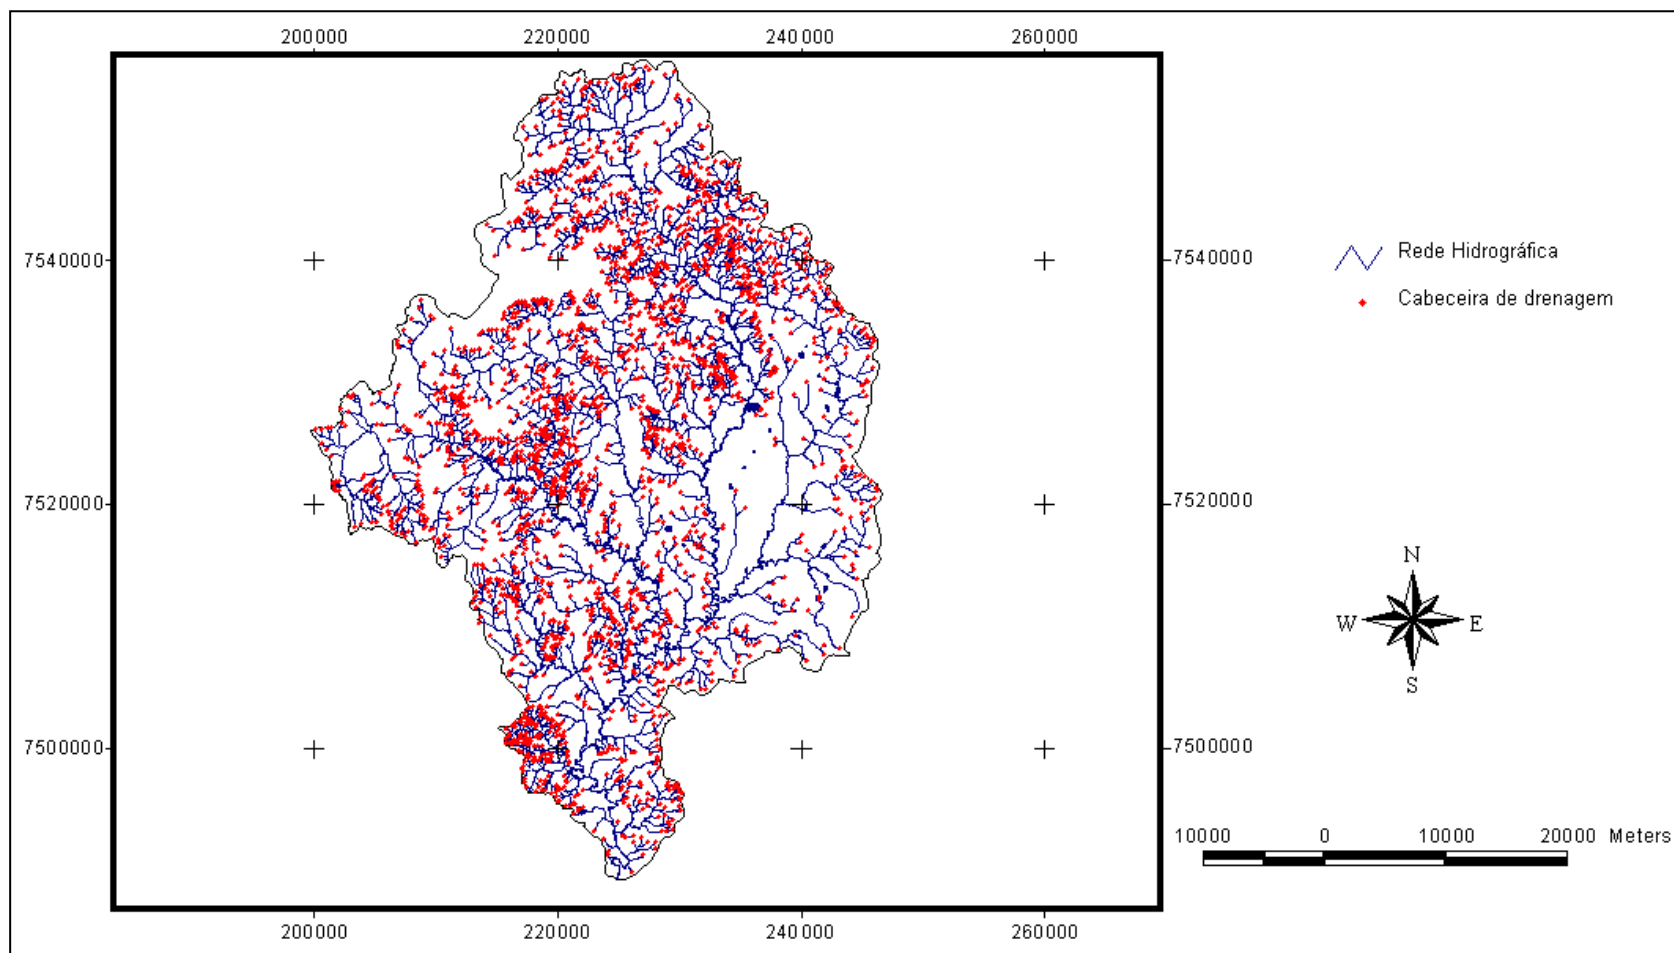 200000 220000 240000 260000
7540000 7540000
Rede Hidrográfica
Cabeceira de drenagem
7520000 7520000
N
W E
S
7500000 7500000
10000 0 10000 20000 Meters
200000 220000 240000 260000